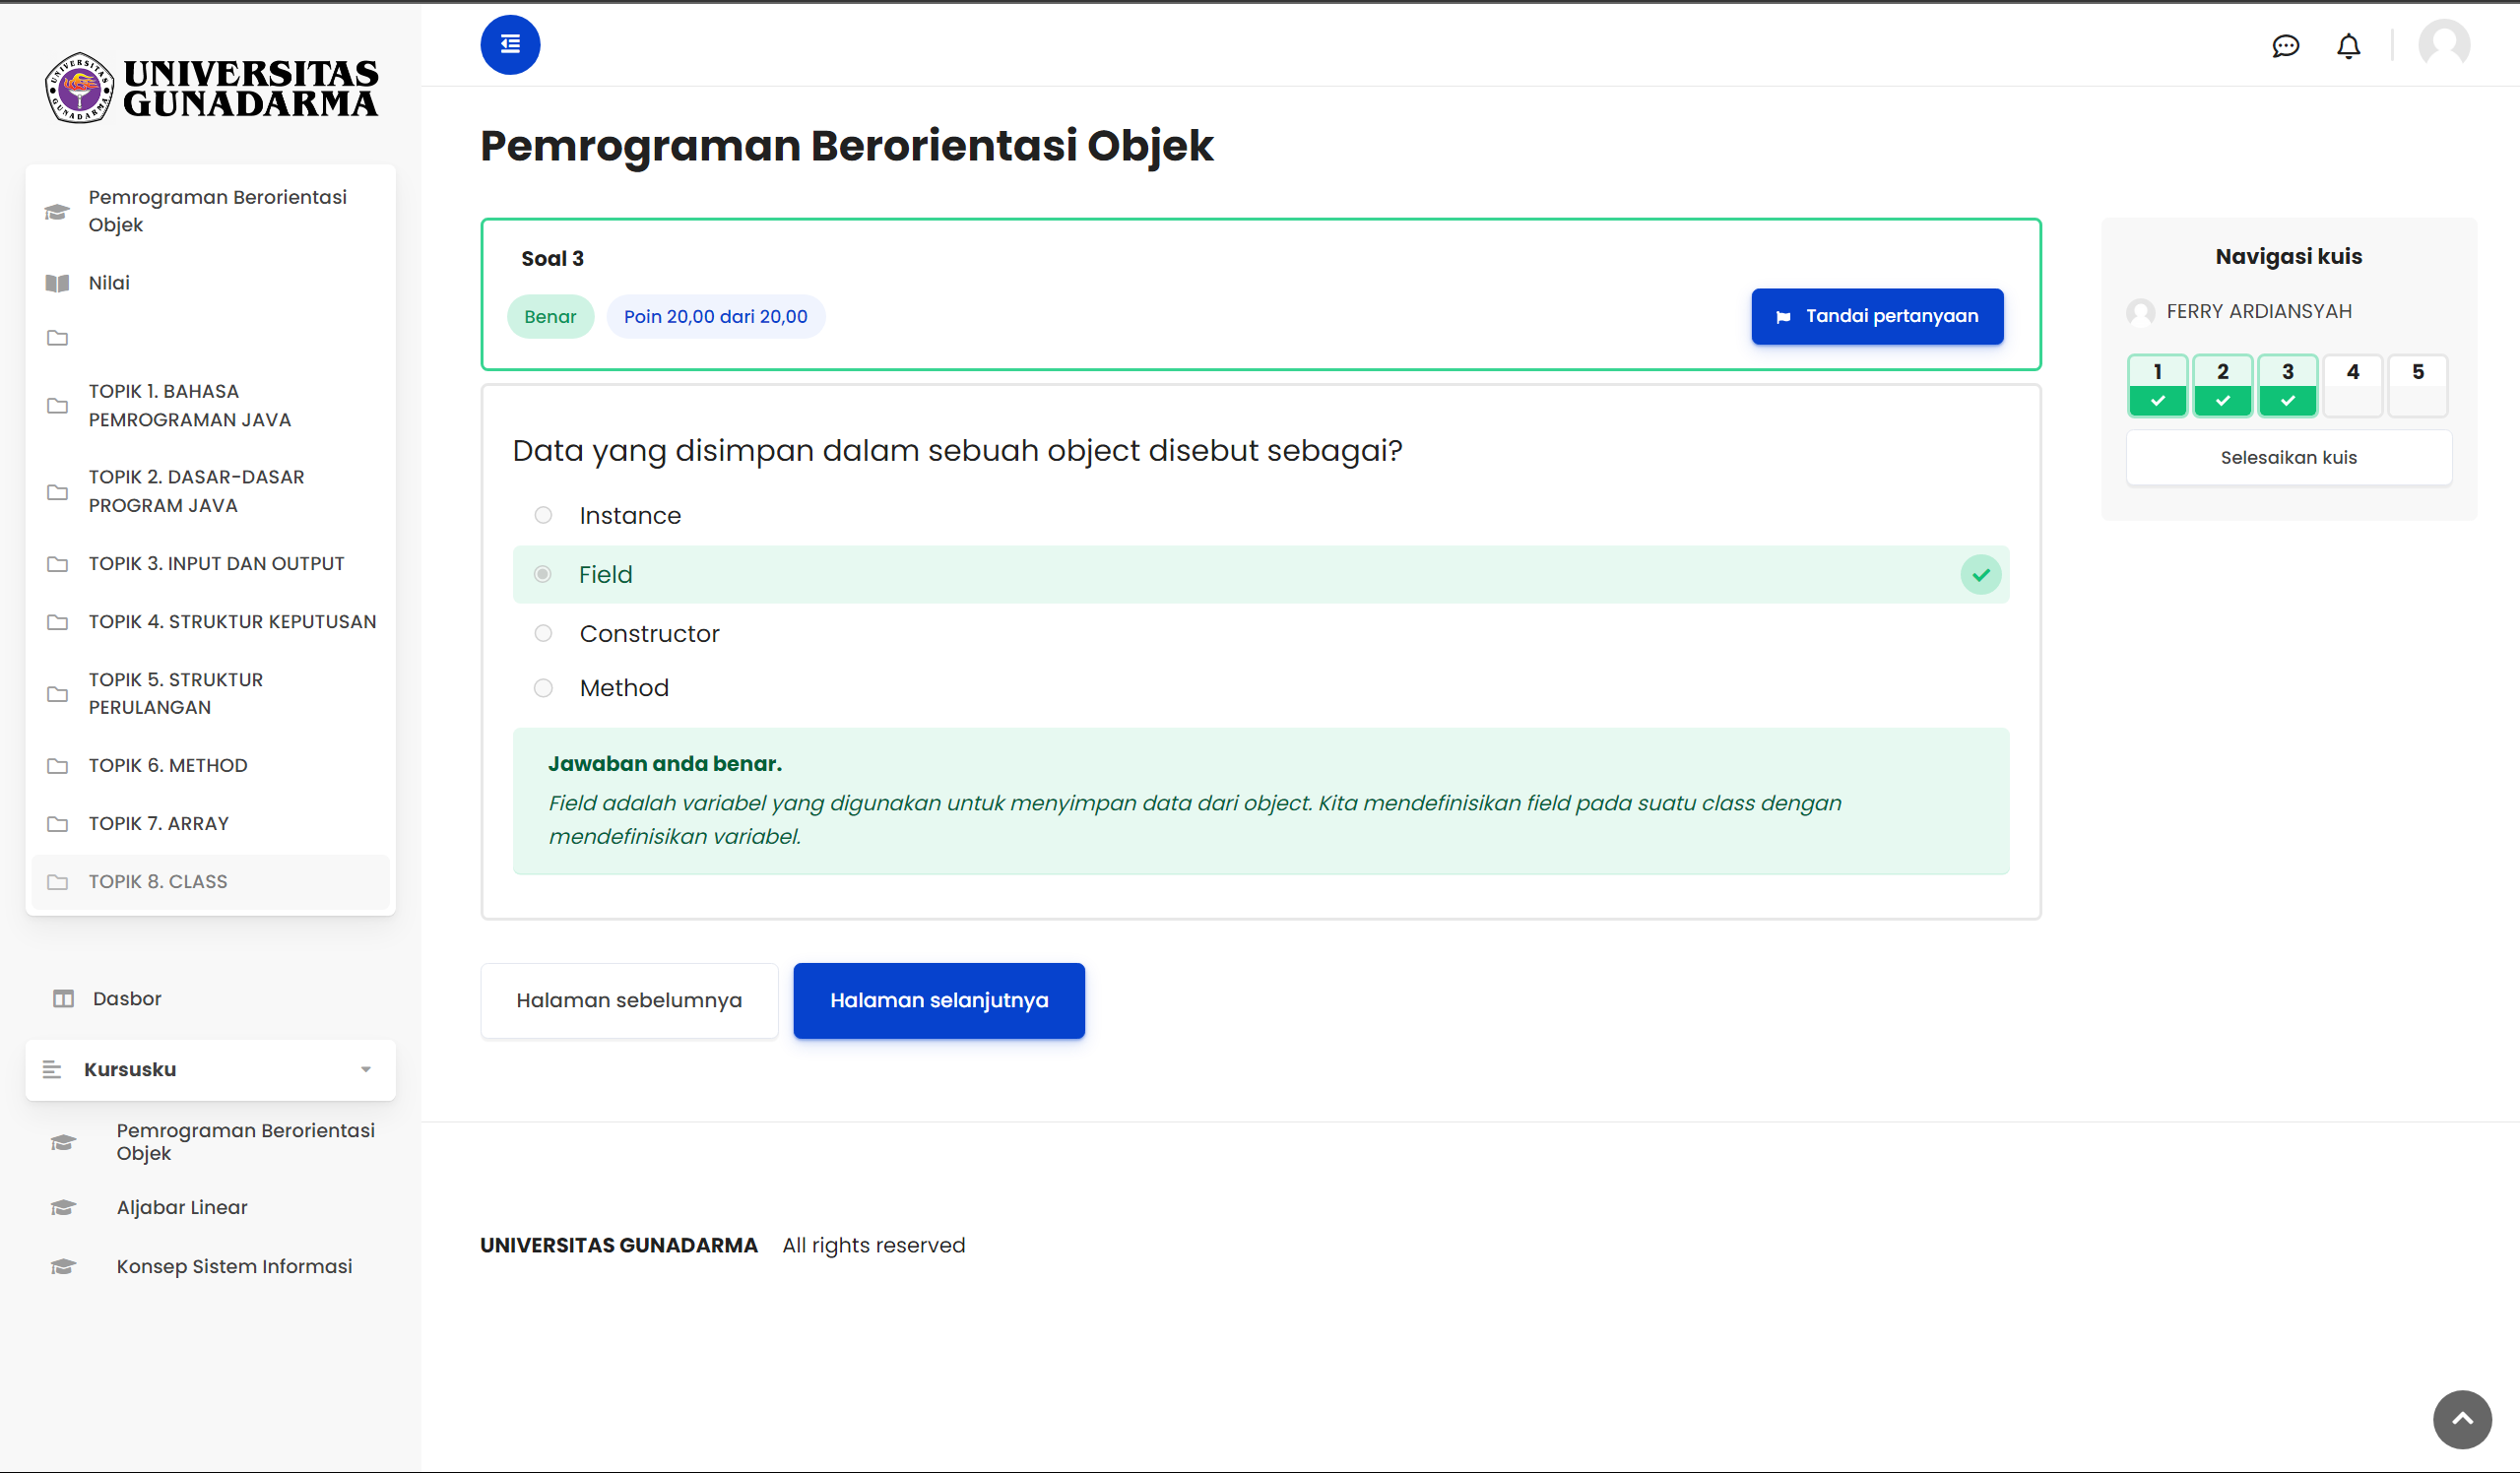 UNIVERSITAS
GUNADARMA
Pemrograman Berorientasi
Objek
Nilai
TOPIK 1. BAHASA
PEMROGRAMAN JAVA
TOPIK 2. DASAR-DASAR
PROGRAM JAVA
TOPIK 3. INPUT DAN OUTPUT
TOPIK 4. STRUKTUR KEPUTUSAN
TOPIK 5. STRUKTUR
PERULANGAN
TOPIK 6. METHOD
TOPIK 7. ARRAY
TOPIK 8. CLASS
Dasbor
Kursusku
Pemrograman Berorientasi
Objek
Aljabar Linear
Konsep Sistem Informasi
Pemrograman Berorientasi Objek
Soal 3
Benar
Poin 20,00 dari 20,00
Tandai pertanyaan
Data yang disimpan dalam sebuah object disebut sebagai?
Instance
Field
Constructor
Method
Jawaban anda benar.
Field adalah variabel yang digunakan untuk menyimpan data dari object. Kita mendefinisikan field pada suatu class dengan
mendefinisikan variabel.
Halaman sebelumnya
Halaman selanjutnya
Navigasi kuis
FERRY ARDIANSYAH
1 2 3 4 5
Selesaikan kuis
UNIVERSITAS GUNADARMA All rights reserved